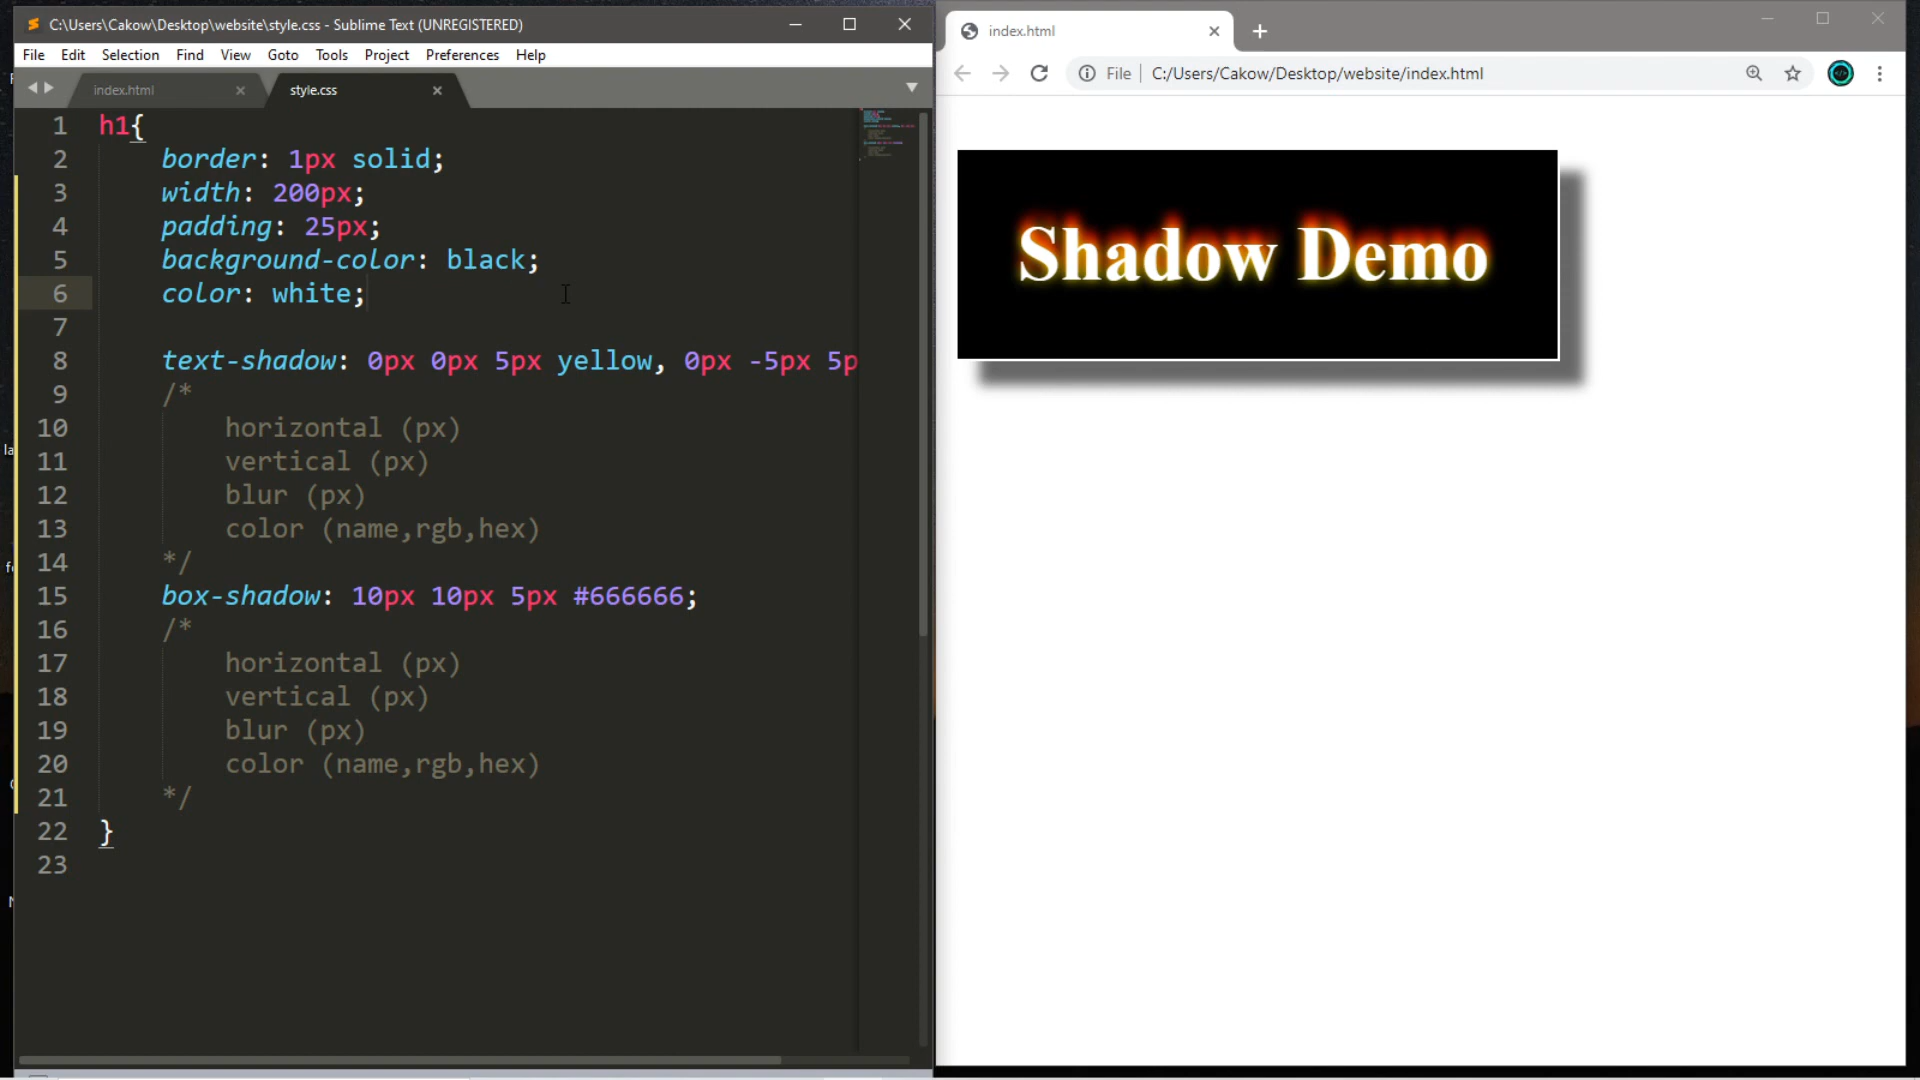 C:\Users\Cakow\Desktop\website\style.css - Sublime Text (UNREGISTERED)
File Edit Selection Find View Goto Tools Project Preferences Help
index.html
style.css
1 h1{
2 border: 1px solid;
3 width: 200px;
4 padding: 25px;
5 background-color: black;
6 color: white;
7
8 text-shadow: 0px 0px 5px yellow, 0px -5px 5p
9 /*
10 horizontal (px)
11 vertical (px)
12 blur (px)
13 color (name,rgb,hex)
14 */
15 box-shadow: 10px 10px 5px #666666;
16 /*
17 horizontal (px)
18 vertical (px)
19 blur (px)
20 color (name,rgb,hex)
21 */
22 }
23
index.html
File C:/Users/Cakow/Desktop/website/index.html
Shadow Demo